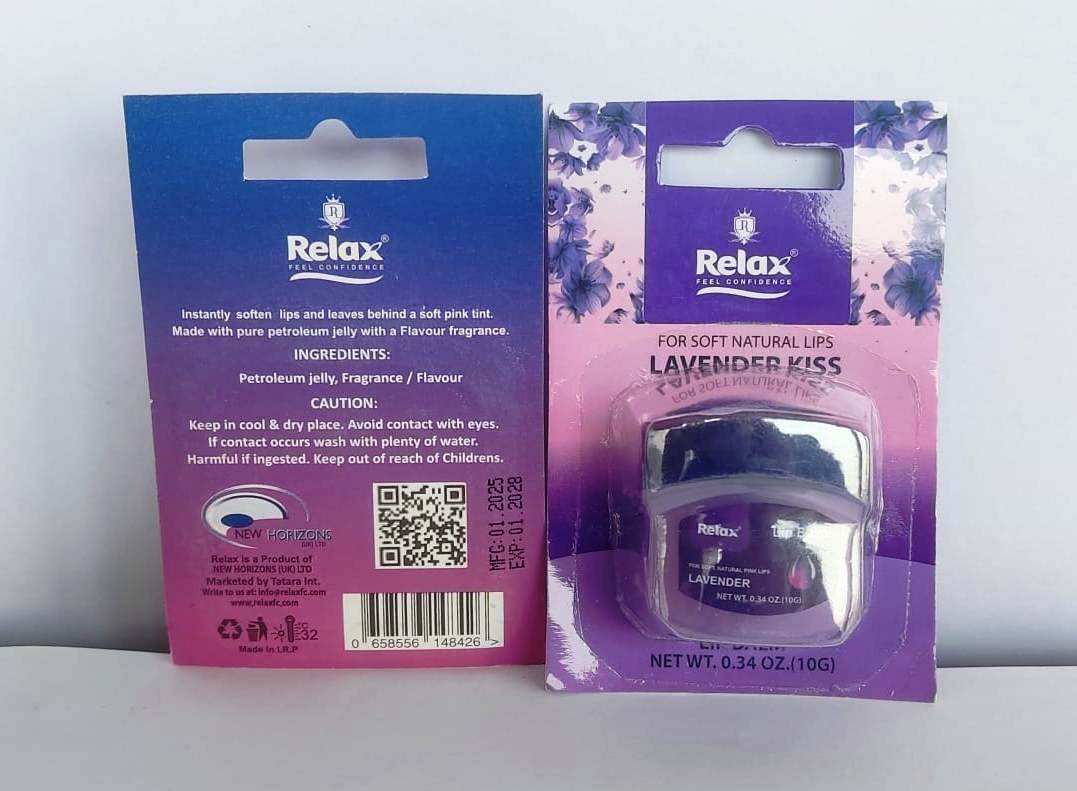 R
Relax®
FEEL CONFIDENCE
Instantly soften lips and leaves behind a soft pink tint.
Made with pure petroleum jelly with a Flavour fragrance.
INGREDIENTS:
Petroleum jelly, Fragrance / Flavour
CAUTION:
Keep in cool & dry place. Avoid contact with eyes.
If contact occurs wash with plenty of water.
Harmful if ingested. Keep out of reach of Childrens.
NEW HORIZONS
(UK) LTD
Relax is a Product of
NEW HORIZONS (UK) LTD
Marketed by Tatara Int.
Write to us at: info@relaxfc.com
www.relaxfc.com
32
Made in I.R.P
MFG:01.2025
EXP:01.2028
0 658556 148426 >
R
Relax®
FEEL CONFIDENCE
FOR SOFT NATURAL LIPS
LAVENDER KISS
Relax
Lip
FOR SOFT NATURAL PINK LIPS
LAVENDER
NET WT. 0.34 OZ.(10G)
LIP BALM
NET WT. 0.34 OZ.(10G)